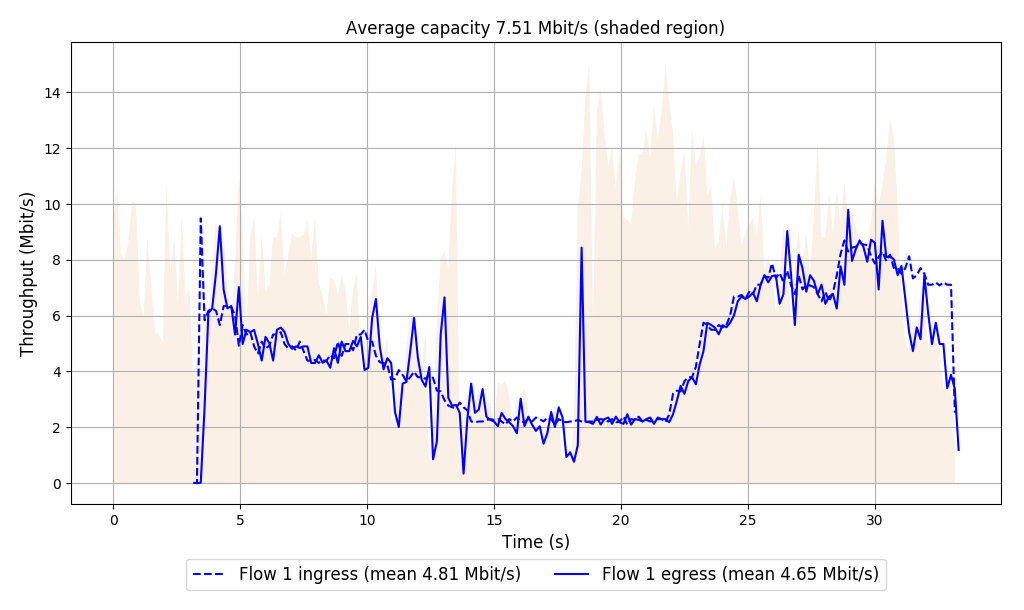 Average capacity 7.51 Mbit/s (shaded region)
Throughput (Mbit/s)
14
12
10
8
6
4
2
0
0 5 10 15 20 25 30
Time (s)
Flow 1 ingress (mean 4.81 Mbit/s) Flow 1 egress (mean 4.65 Mbit/s)